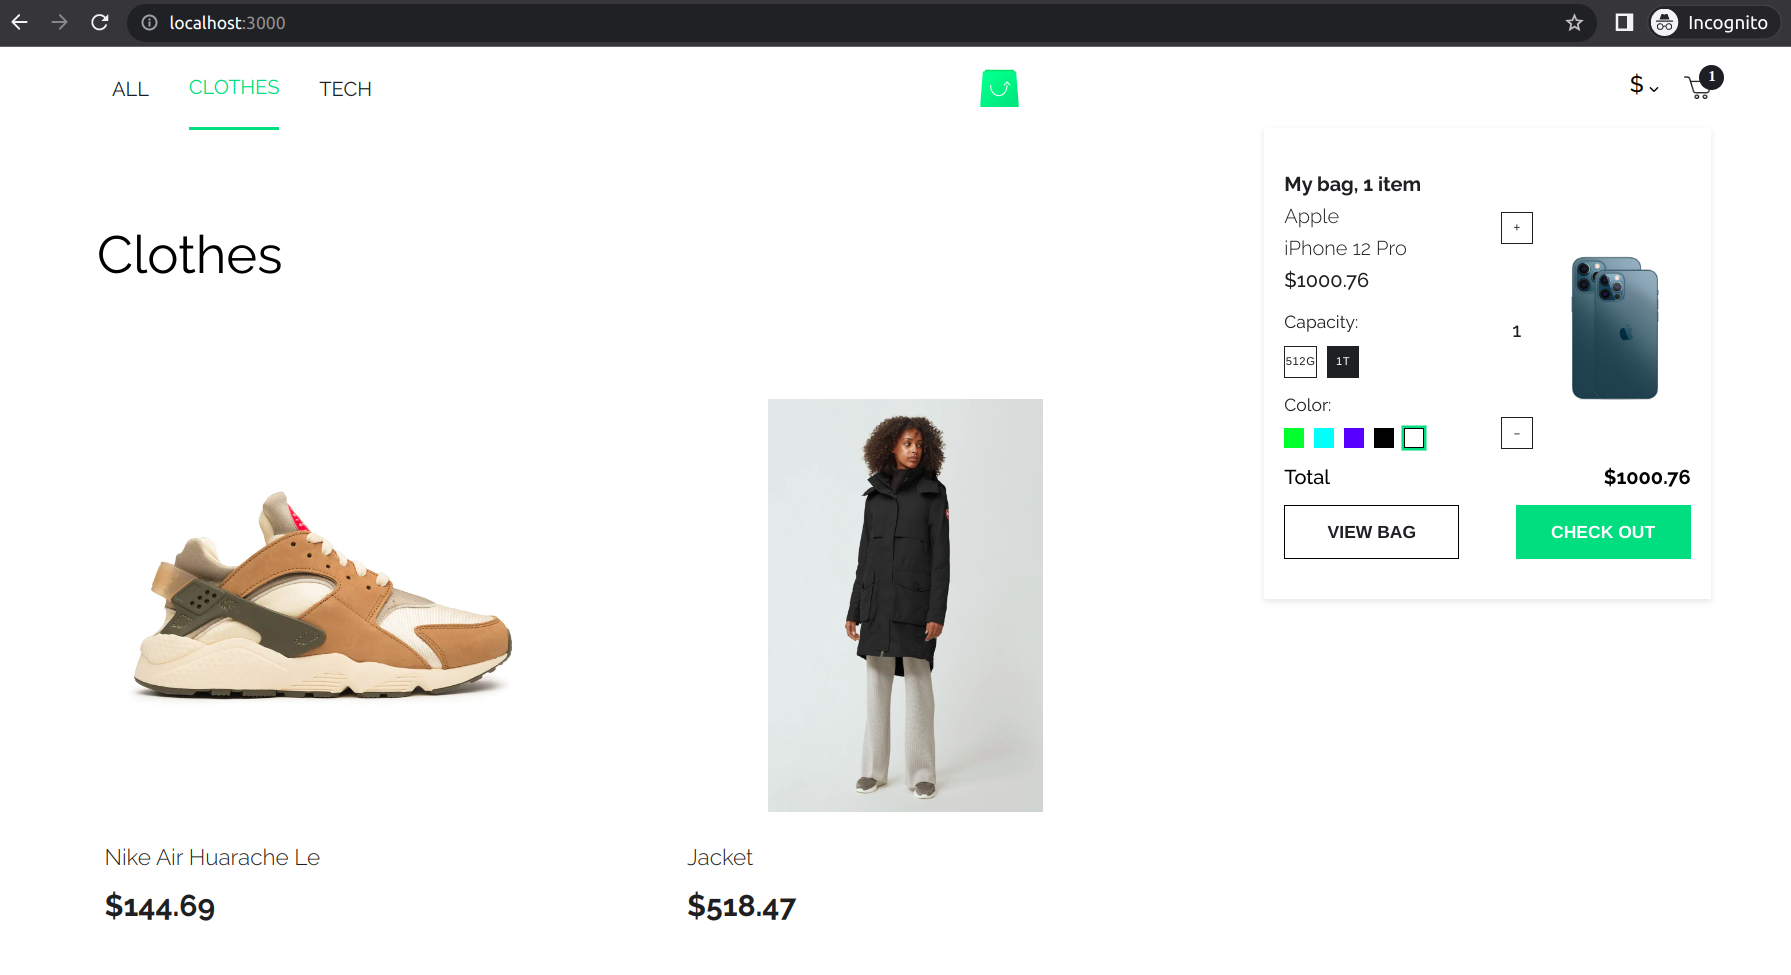 localhost:3000
Incognito
ALL CLOTHES TECH
$ 1
My bag, 1 item
Apple
iPhone 12 Pro
$1000.76
+
Capacity:
1
512G 1T
Color:
-
Total $1000.76
VIEW BAG CHECK OUT
Clothes
Nike Air Huarache Le
$144.69
Jacket
$518.47